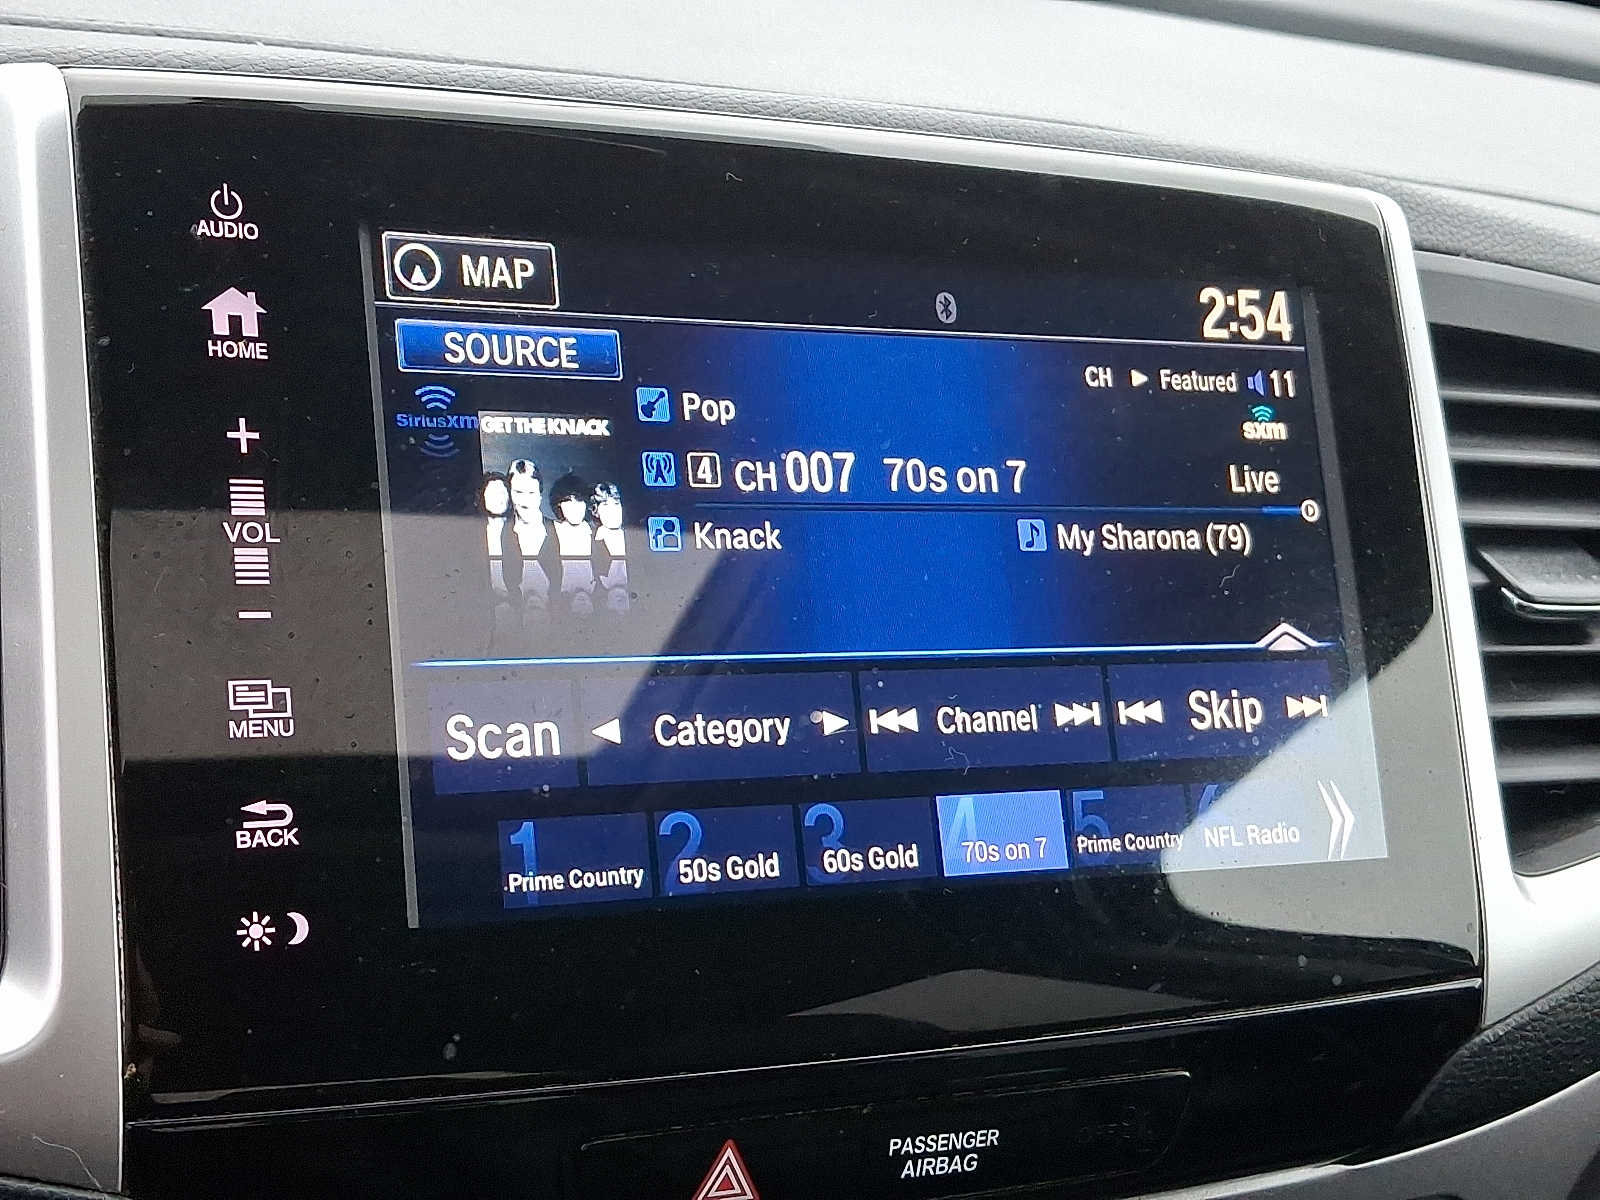 AUDIO
MAP
2:54
HOME
SOURCE
CH Featured 11
SiriusXM
GET THE KNACK
Pop
sxm
+
4 CH 007 70s on 7
Live
VOL
Knack
My Sharona (79)
-
MENU
Scan
Category
Channel
Skip
BACK
1 Prime Country
2 50s Gold
3 60s Gold
4 70s on 7
5 Prime Country
6 NFL Radio
PASSENGER
AIRBAG